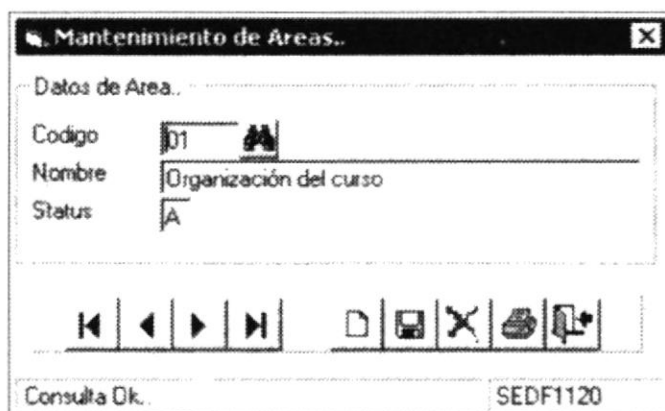 Mantenimiento de Areas..
Datos de Area..
Codigo 01
Nombre Organización del curso
Status A
Consulta Ok.. SEDF1120